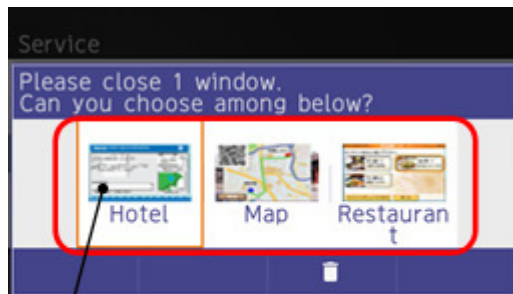 Service
Please close 1 window.
Can you choose among below?
Hotel
Map
Restauran
t